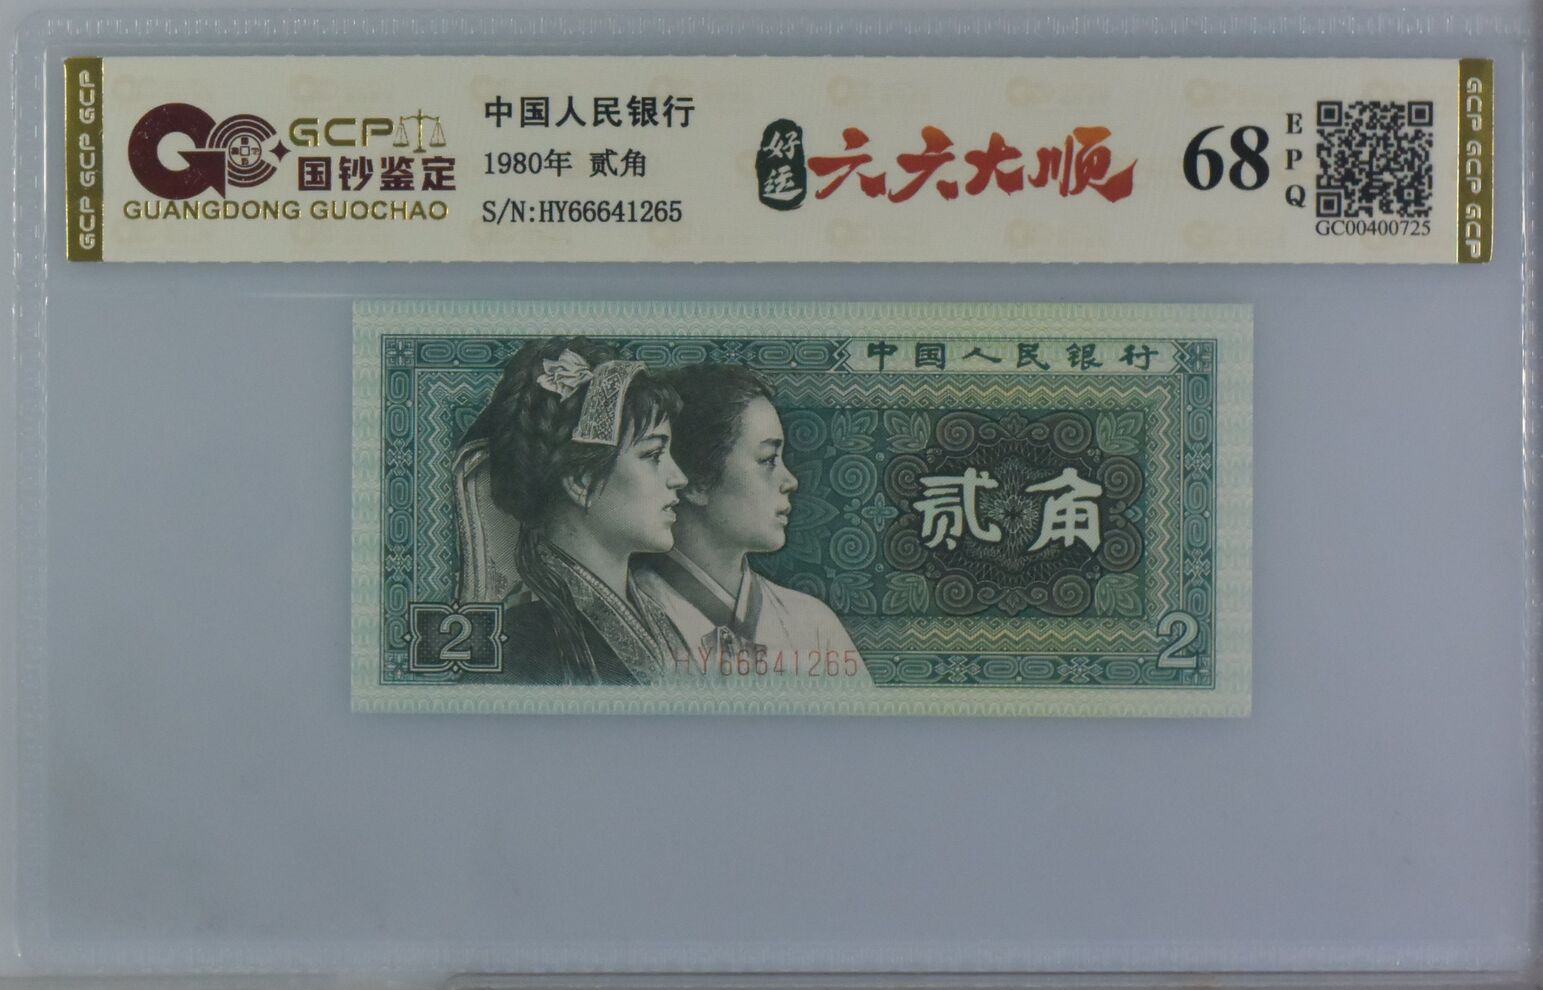 GCP GCP GCP
GCP
国钞鉴定
GUANGDONG GUOCHAO
中国人民银行
1980年 贰角
S/N:HY66641265
好运
六六大顺
68
EPQ
GC00400725
GCP GCP GCP
中国人民银行
贰角
2
2
HY66641265